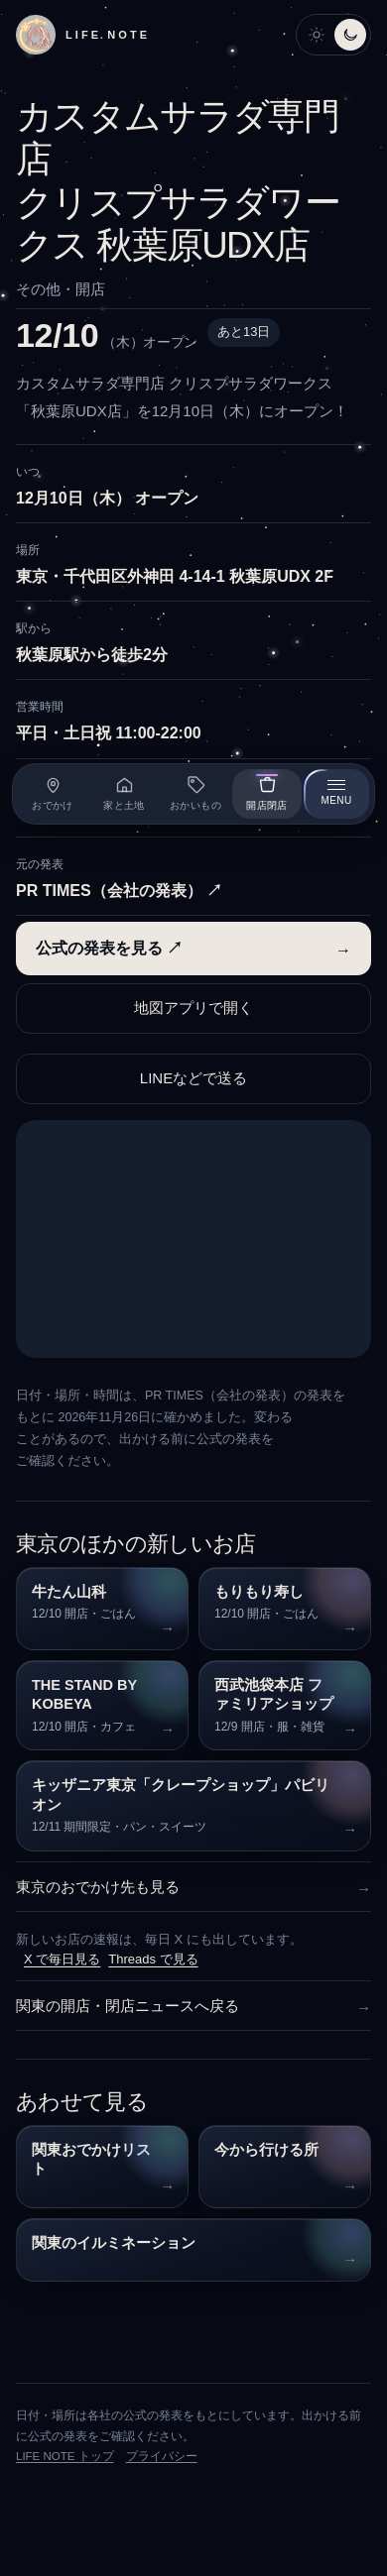 LIFE. NOTE
カスタムサラダ専門
店
クリスプサラダワー
クス 秋葉原UDX店
その他・開店
12/10 （木）オープン あと13日
カスタムサラダ専門店 クリスプサラダワークス
「秋葉原UDX店」を12月10日（木）にオープン！
いつ
12月10日（木） オープン
場所
東京・千代田区外神田 4-14-1 秋葉原UDX 2F
駅から
秋葉原駅から徒歩2分
営業時間
平日・土日祝 11:00-22:00
おでかけ 家と土地 おかいもの 開店閉店 MENU
元の発表
PR TIMES（会社の発表） ↗
公式の発表を見る ↗ →
地図アプリで開く
LINEなどで送る
日付・場所・時間は、PR TIMES（会社の発表）の発表を
もとに 2026年11月26日に確かめました。変わる
ことがあるので、出かける前に公式の発表を
ご確認ください。
東京のほかの新しいお店
牛たん山科
12/10 開店・ごはん
→
もりもり寿し
12/10 開店・ごはん
→
THE STAND BY
KOBEYA
12/10 開店・カフェ →
西武池袋本店 フ
ァミリアショップ
12/9 開店・服・雑貨 →
キッザニア東京「クレープショップ」パビリ
オン
12/11 期間限定・パン・スイーツ →
東京のおでかけ先も見る →
新しいお店の速報は、毎日 X にも出しています。
X で毎日見る Threads で見る
関東の開店・閉店ニュースへ戻る →
あわせて見る
関東おでかけリス
ト
→
今から行ける所
→
関東のイルミネーション
→
日付・場所は各社の公式の発表をもとにしています。出かける前
に公式の発表をご確認ください。
LIFE NOTE トップ プライバシー